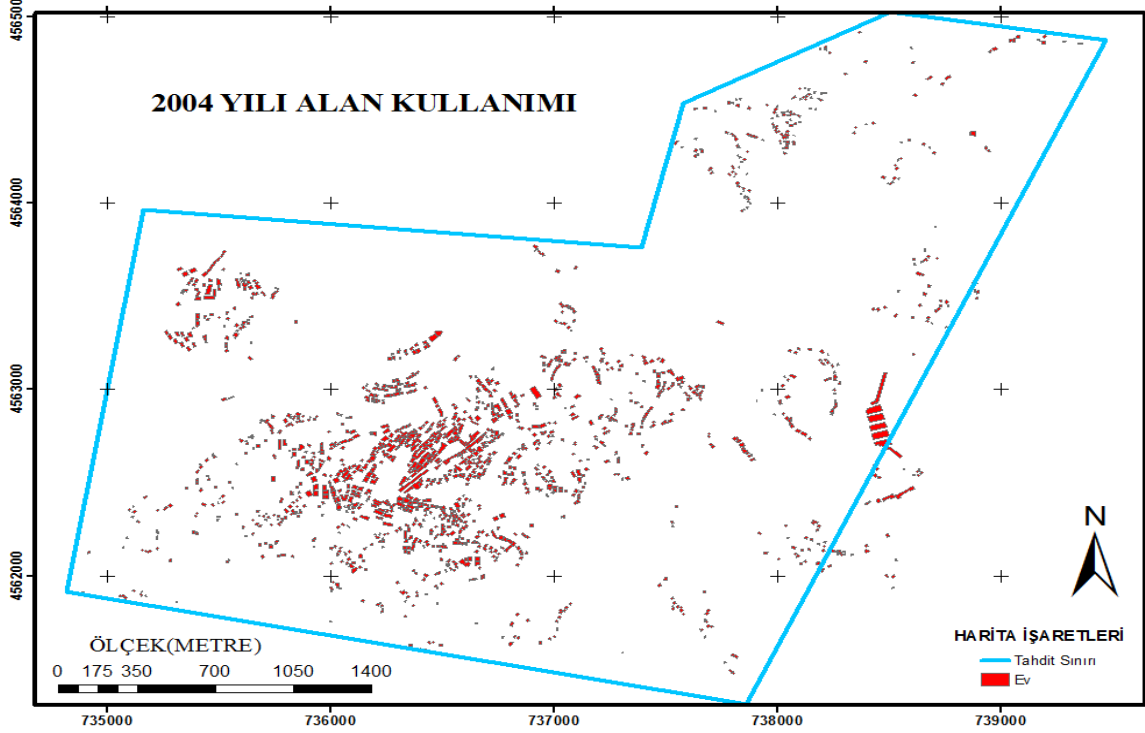 2004 YILI ALAN KULLANIMI
4565000
4564000
4563000
4562000
N
HARİTA İŞARETLERİ
Tahdit Sınırı
Ev
ÖLÇEK(METRE)
0 175 350 700 1050 1400
735000 736000 737000 738000 739000